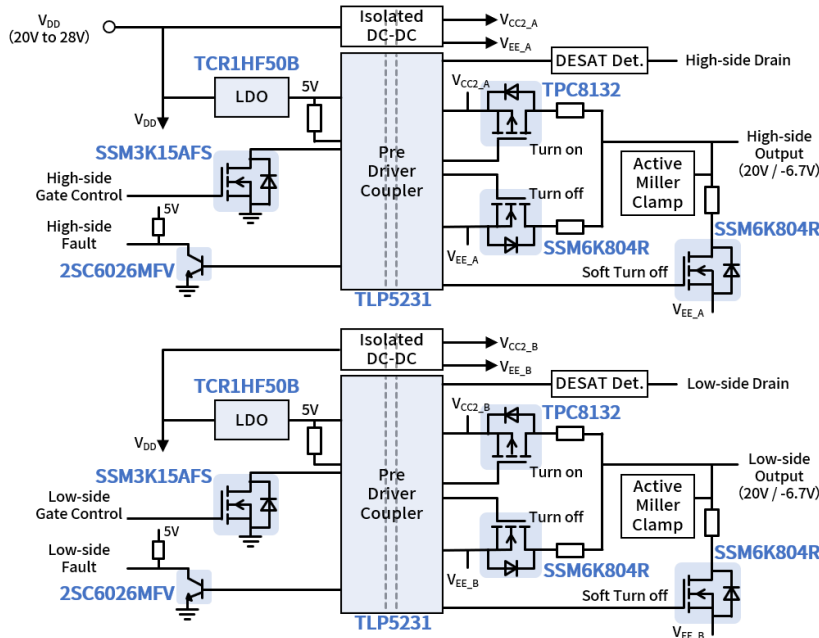 Isolated
DC-DC
VCC2_A
VEE_A
VDD
(20V to 28V)
TCR1HF50B
LDO
5V
VDD
DESAT Det.
High-side Drain
VCC2_A
TPC8132
SSM3K15AFS
Pre
Driver
Coupler
Turn on
High-side
Output
(20V / -6.7V)
Active
Miller
Clamp
High-side
Gate Control
5V
Turn off
High-side
Fault
VEE_A
SSM6K804R
SSM6K804R
2SC6026MFV
TLP5231
Soft Turn off
VEE_A
Isolated
DC-DC
VCC2_B
VEE_B
TCR1HF50B
LDO
5V
VDD
DESAT Det.
Low-side Drain
VCC2_B
TPC8132
SSM3K15AFS
Pre
Driver
Coupler
Turn on
Low-side
Output
(20V / -6.7V)
Active
Miller
Clamp
Low-side
Gate Control
5V
Turn off
Low-side
Fault
VEE_B
SSM6K804R
SSM6K804R
2SC6026MFV
TLP5231
Soft Turn off
VEE_B